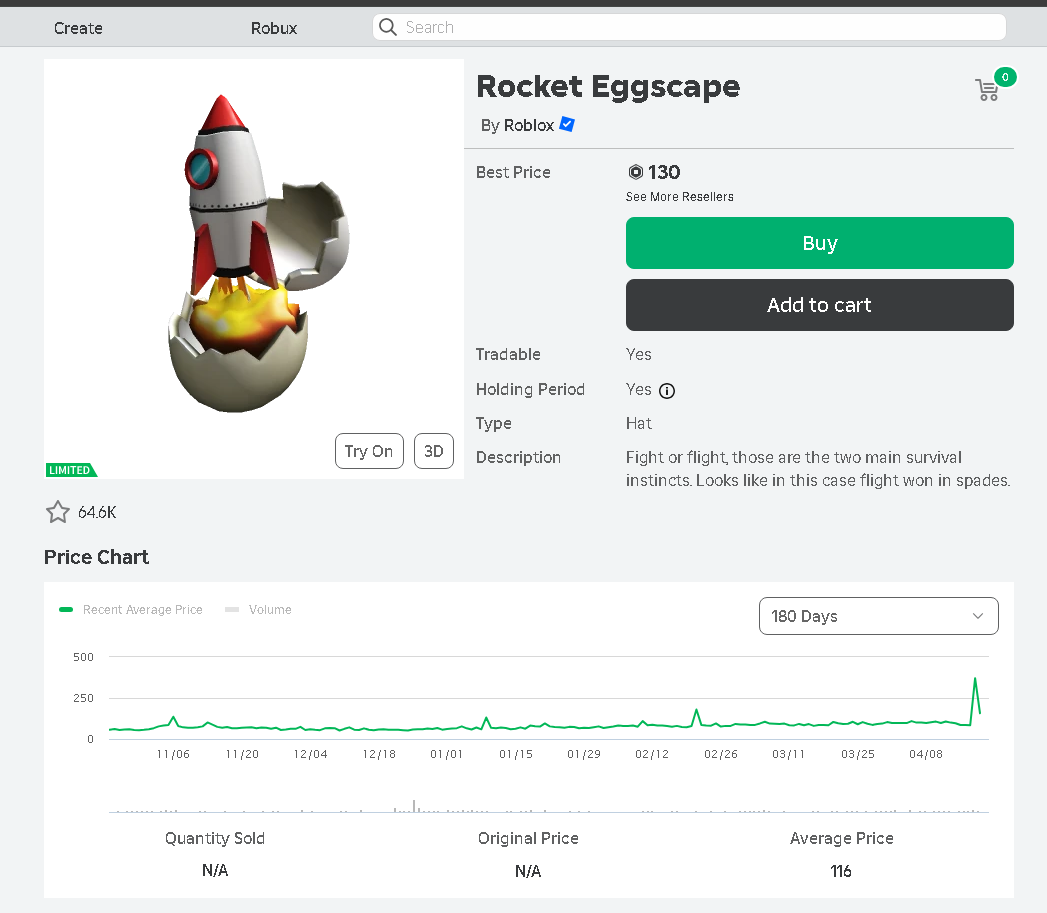 Create Robux Search
Rocket Eggscape
0
By Roblox
Best Price 130
See More Resellers
Buy
Add to cart
Tradable Yes
Holding Period Yes
Type Hat
Description Fight or flight, those are the two main survival
instincts. Looks like in this case flight won in spades.
Try On 3D
LIMITED
64.6K
Price Chart
Recent Average Price Volume
180 Days
500
250
0
11/06 11/20 12/04 12/18 01/01 01/15 01/29 02/12 02/26 03/11 03/25 04/08
Quantity Sold Original Price Average Price
N/A N/A 116